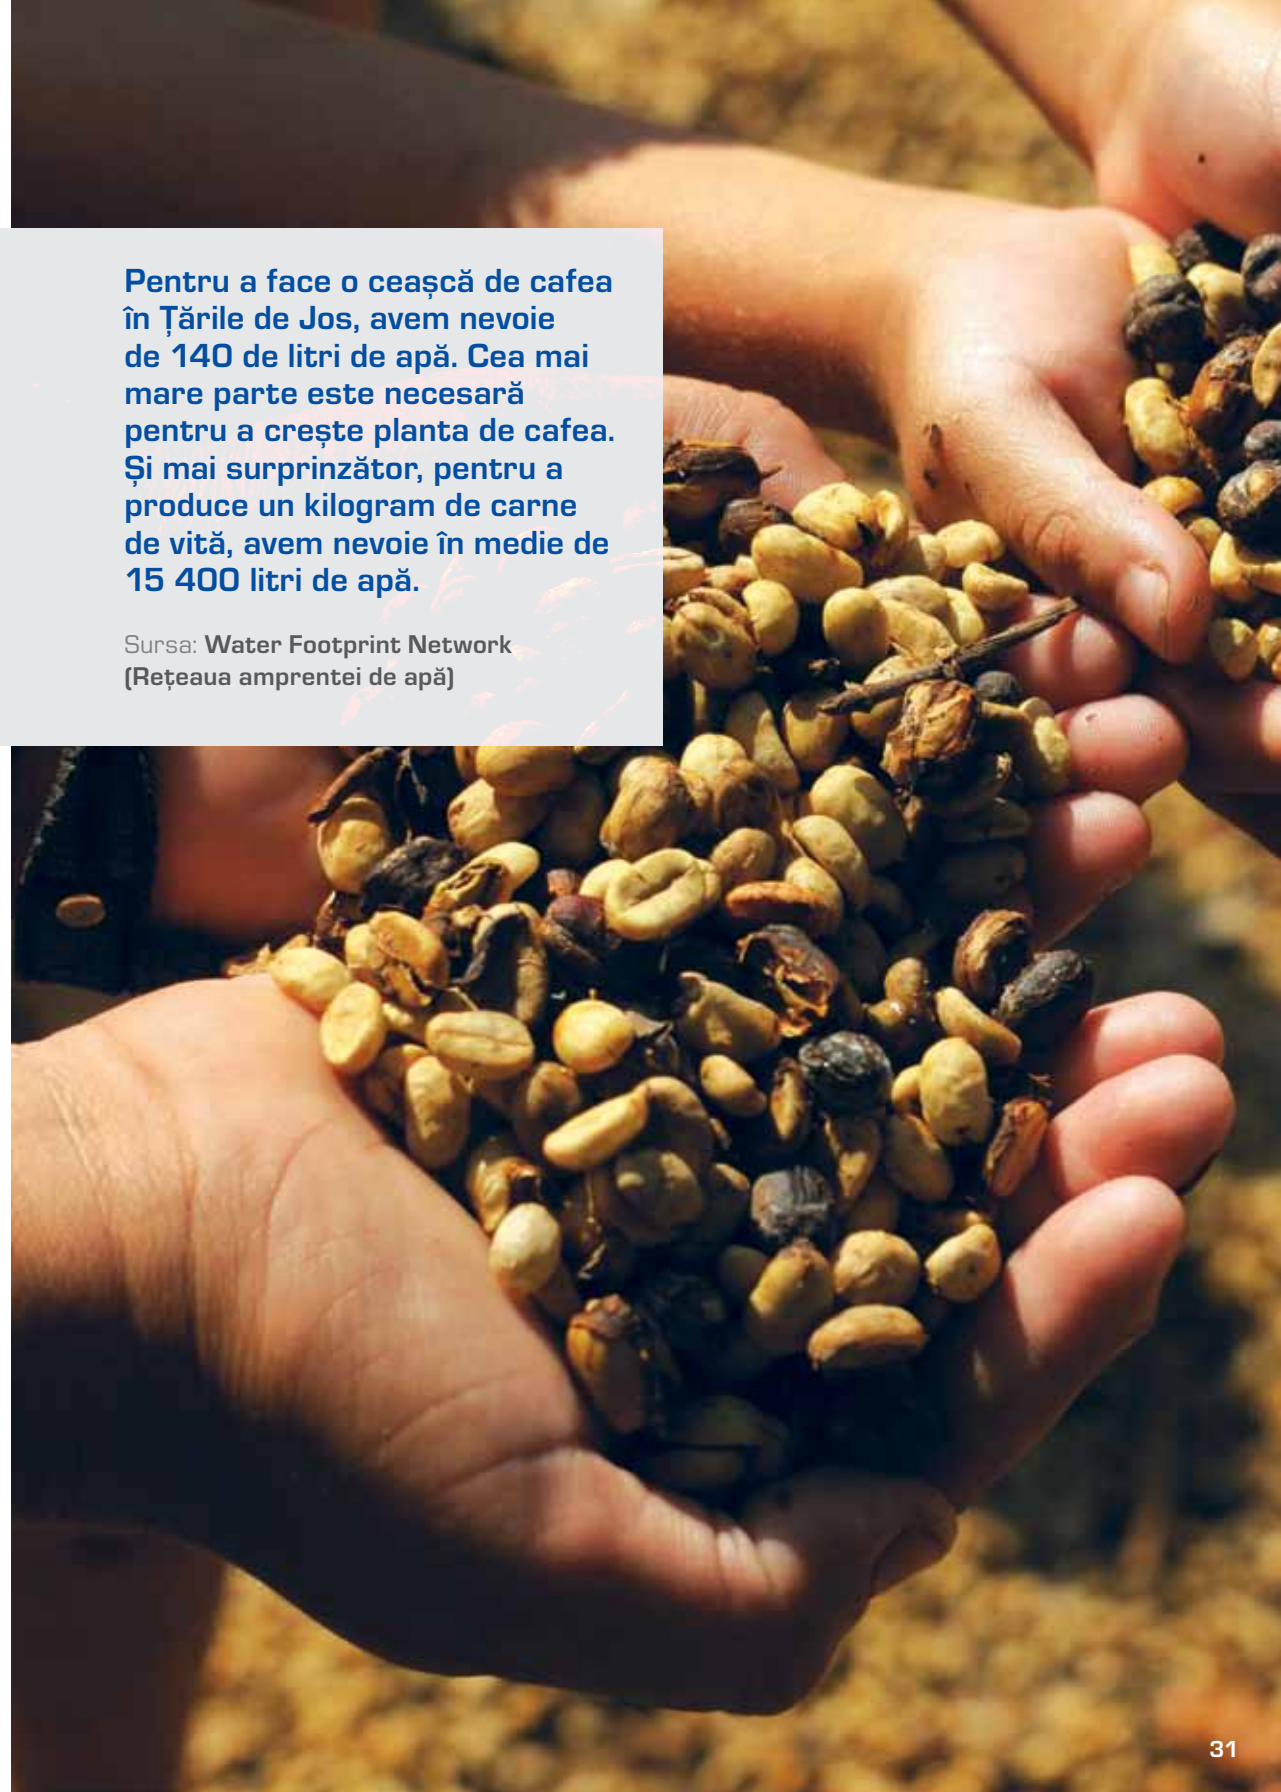 Pentru a face o ceașcă de cafea
în Țările de Jos, avem nevoie
de 140 de litri de apă. Cea mai
mare parte este necesară
pentru a crește planta de cafea.
Și mai surprinzător, pentru a
produce un kilogram de carne
de vită, avem nevoie în medie de
15 400 litri de apă.
Sursa: Water Footprint Network
(Rețeaua amprentei de apă)
31